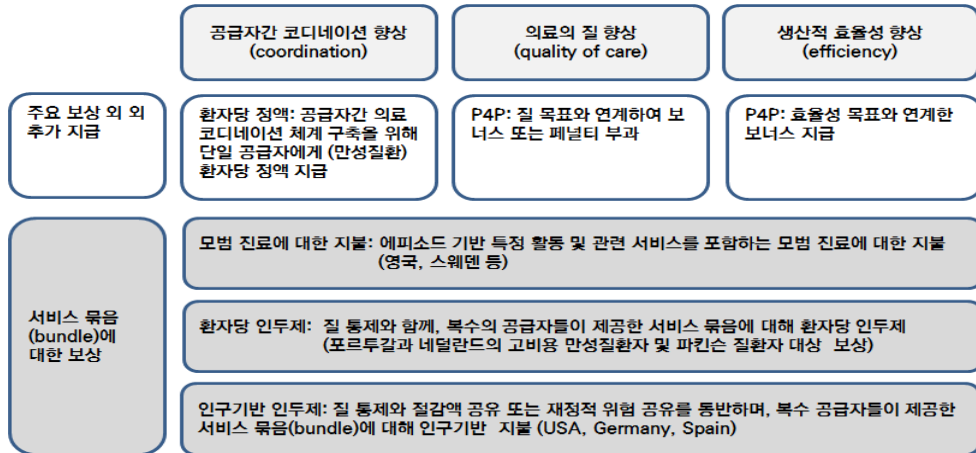 공급자간 코디네이션 향상
(coordination)
의료의 질 향상
(quality of care)
생산적 효율성 향상
(efficiency)
주요 보상 외 외
추가 지급
환자당 정액: 공급자간 의료
코디네이션 체계 구축을 위해
단일 공급자에게 (만성질환)
환자당 정액 지급
P4P: 질 목표와 연계하여 보
너스 또는 페널티 부과
P4P: 효율성 목표와 연계한
보너스 지급
서비스 묶음
(bundle)에
대한 보상
모범 진료에 대한 지불: 에피소드 기반 특정 활동 및 관련 서비스를 포함하는 모범 진료에 대한 지불
(영국, 스웨덴 등)
환자당 인두제: 질 통제와 함께, 복수의 공급자들이 제공한 서비스 묶음에 대해 환자당 인두제
(포르투갈과 네덜란드의 고비용 만성질환자 및 파킨슨 질환자 대상 보상)
인구기반 인두제: 질 통제와 절감액 공유 또는 재정적 위험 공유를 동반하며, 복수 공급자들이 제공한
서비스 묶음(bundle)에 대해 인구기반 지불 (USA, Germany, Spain)